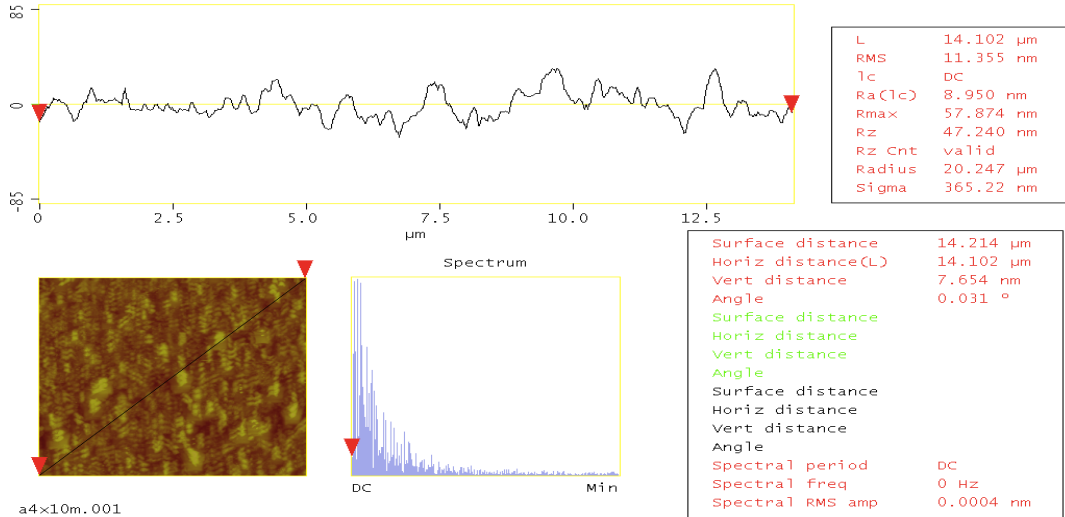 85
0
-85
0 2.5 5.0 7.5 10.0 12.5
µm
L 14.102 µm
RMS 11.355 nm
lc DC
Ra(lc) 8.950 nm
Rmax 57.874 nm
Rz 47.240 nm
Rz Cnt valid
Radius 20.247 µm
Sigma 365.22 nm
Spectrum
DC Min
Surface distance 14.214 µm
Horiz distance(L) 14.102 µm
Vert distance 7.654 nm
Angle 0.031 º
Surface distance
Horiz distance
Vert distance
Angle
Surface distance
Horiz distance
Vert distance
Angle
Spectral period DC
Spectral freq 0 Hz
Spectral RMS amp 0.0004 nm
a4x10m.001